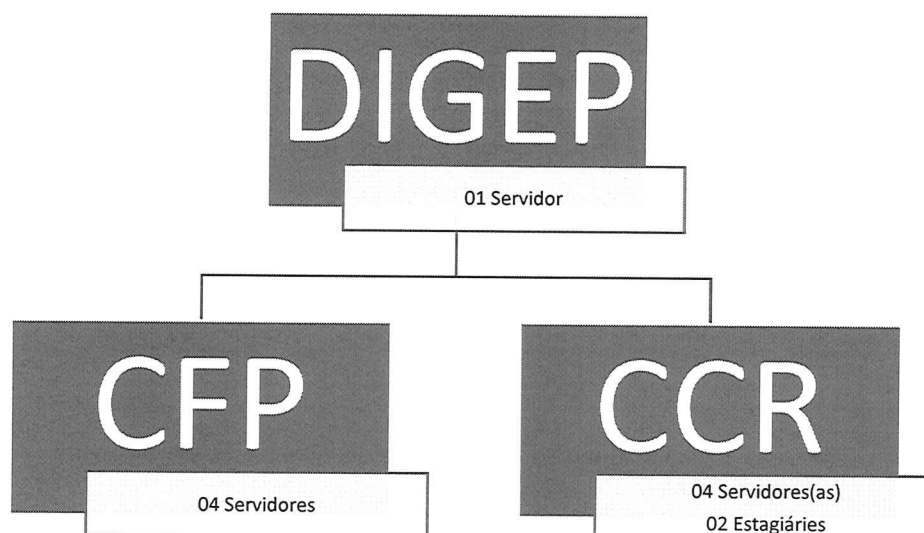 DIGEP
01 Servidor
CFP
04 Servidores
CCR
04 Servidores(as)
02 Estagiáries